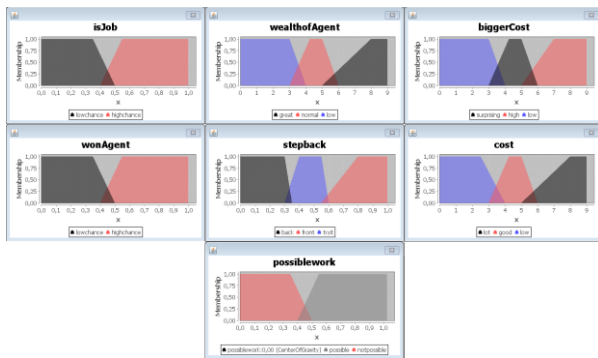 isJob
Membership
1,00
0,75
0,50
0,25
0,00
0,0 0,1 0,2 0,3 0,4 0,5 0,6 0,7 0,8 0,9 1,0
x
lowchance highchance
wealthofAgent
Membership
1,00
0,75
0,50
0,25
0,00
0 1 2 3 4 5 6 7 8 9
x
great normal low
biggerCost
Membership
1,00
0,75
0,50
0,25
0,00
0 1 2 3 4 5 6 7 8 9
x
surprising high low
wonAgent
Membership
1,00
0,75
0,50
0,25
0,00
0,0 0,1 0,2 0,3 0,4 0,5 0,6 0,7 0,8 0,9 1,0
x
lowchance highchance
stepback
Membership
1,00
0,75
0,50
0,25
0,00
0,0 0,1 0,2 0,3 0,4 0,5 0,6 0,7 0,8 0,9 1,0
x
back front
cost
Membership
1,00
0,75
0,50
0,25
0,00
0 1 2 3 4 5 6 7 8 9
x
lot good low
possiblework
Membership
1,00
0,75
0,50
0,25
0,00
0,0 0,1 0,2 0,3 0,4 0,5 0,6 0,7 0,8 0,9 1,0
x
possiblework:0,00 (CenterOfGravity) possible notpossible